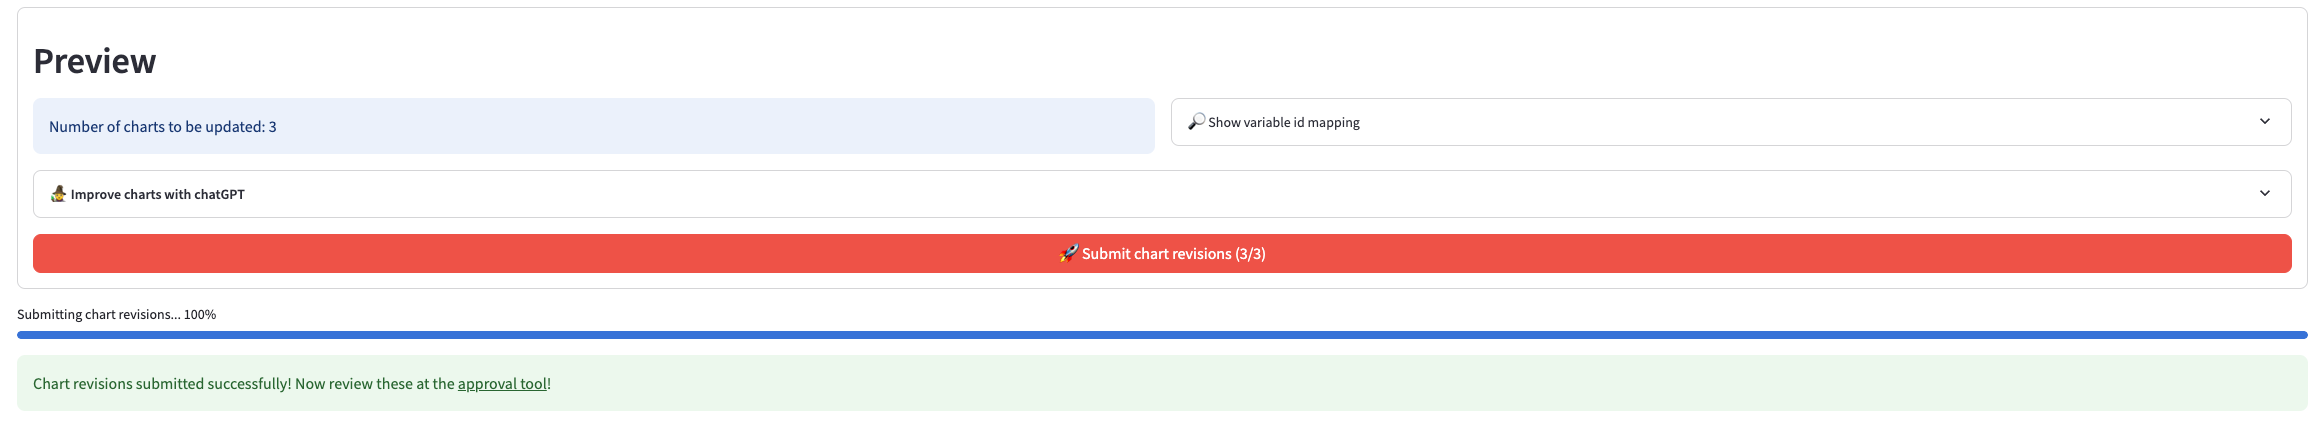 Preview
Number of charts to be updated: 3
🔎 Show variable id mapping
🧙 Improve charts with chatGPT
🚀 Submit chart revisions (3/3)
Submitting chart revisions... 100%
Chart revisions submitted successfully! Now review these at the approval tool!